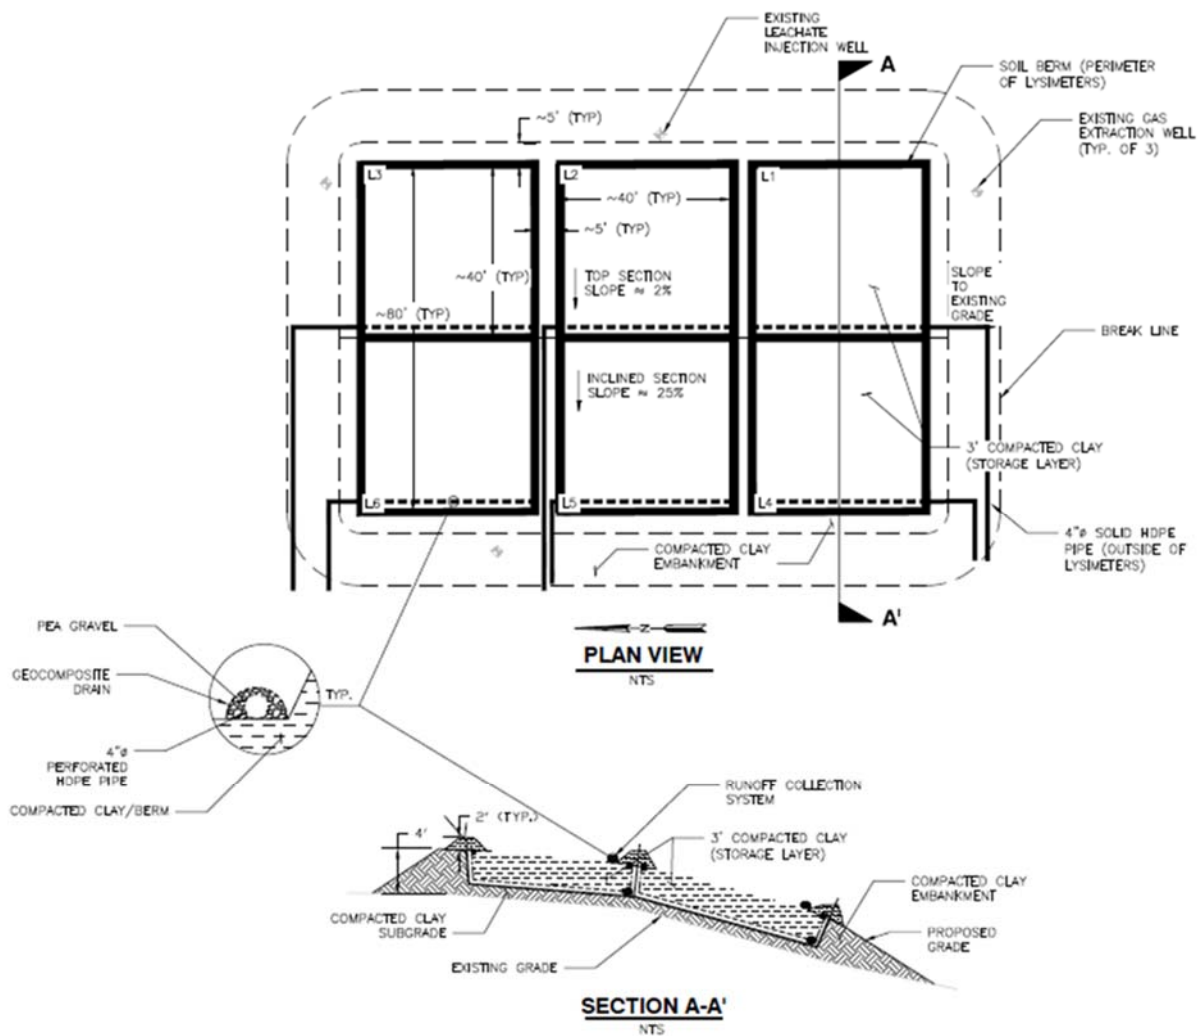 EXISTING
LEACHATE
INJECTION WELL
A
SOIL BERM (PERIMETER
OF LYSIMETERS)
~5' (TYP)
EXISTING GAS
EXTRACTION WELL
(TYP. OF 3)
L3
L2
L1
~40' (TYP)
~5' (TYP)
~40' (TYP)
TOP SECTION
SLOPE ≈ 2%
SLOPE
TO
EXISTING
GRADE
~80' (TYP)
BREAK LINE
INCLINED SECTION
SLOPE ≈ 25%
3' COMPACTED CLAY
(STORAGE LAYER)
L6
L5
L4
COMPACTED CLAY
EMBANKMENT
4"ø SOLID HDPE
PIPE (OUTSIDE OF
LYSIMETERS)
A'
N
PLAN VIEW
NTS
PEA GRAVEL
GEOCOMPOSITE
DRAIN
TYP.
4"ø
PERFORATED
HDPE PIPE
COMPACTED CLAY/BERM
RUNOFF COLLECTION
SYSTEM
2' (TYP.)
4'
3' COMPACTED CLAY
(STORAGE LAYER)
COMPACTED CLAY
EMBANKMENT
COMPACTED CLAY
SUBGRADE
PROPOSED
GRADE
EXISTING GRADE
SECTION A-A'
NTS